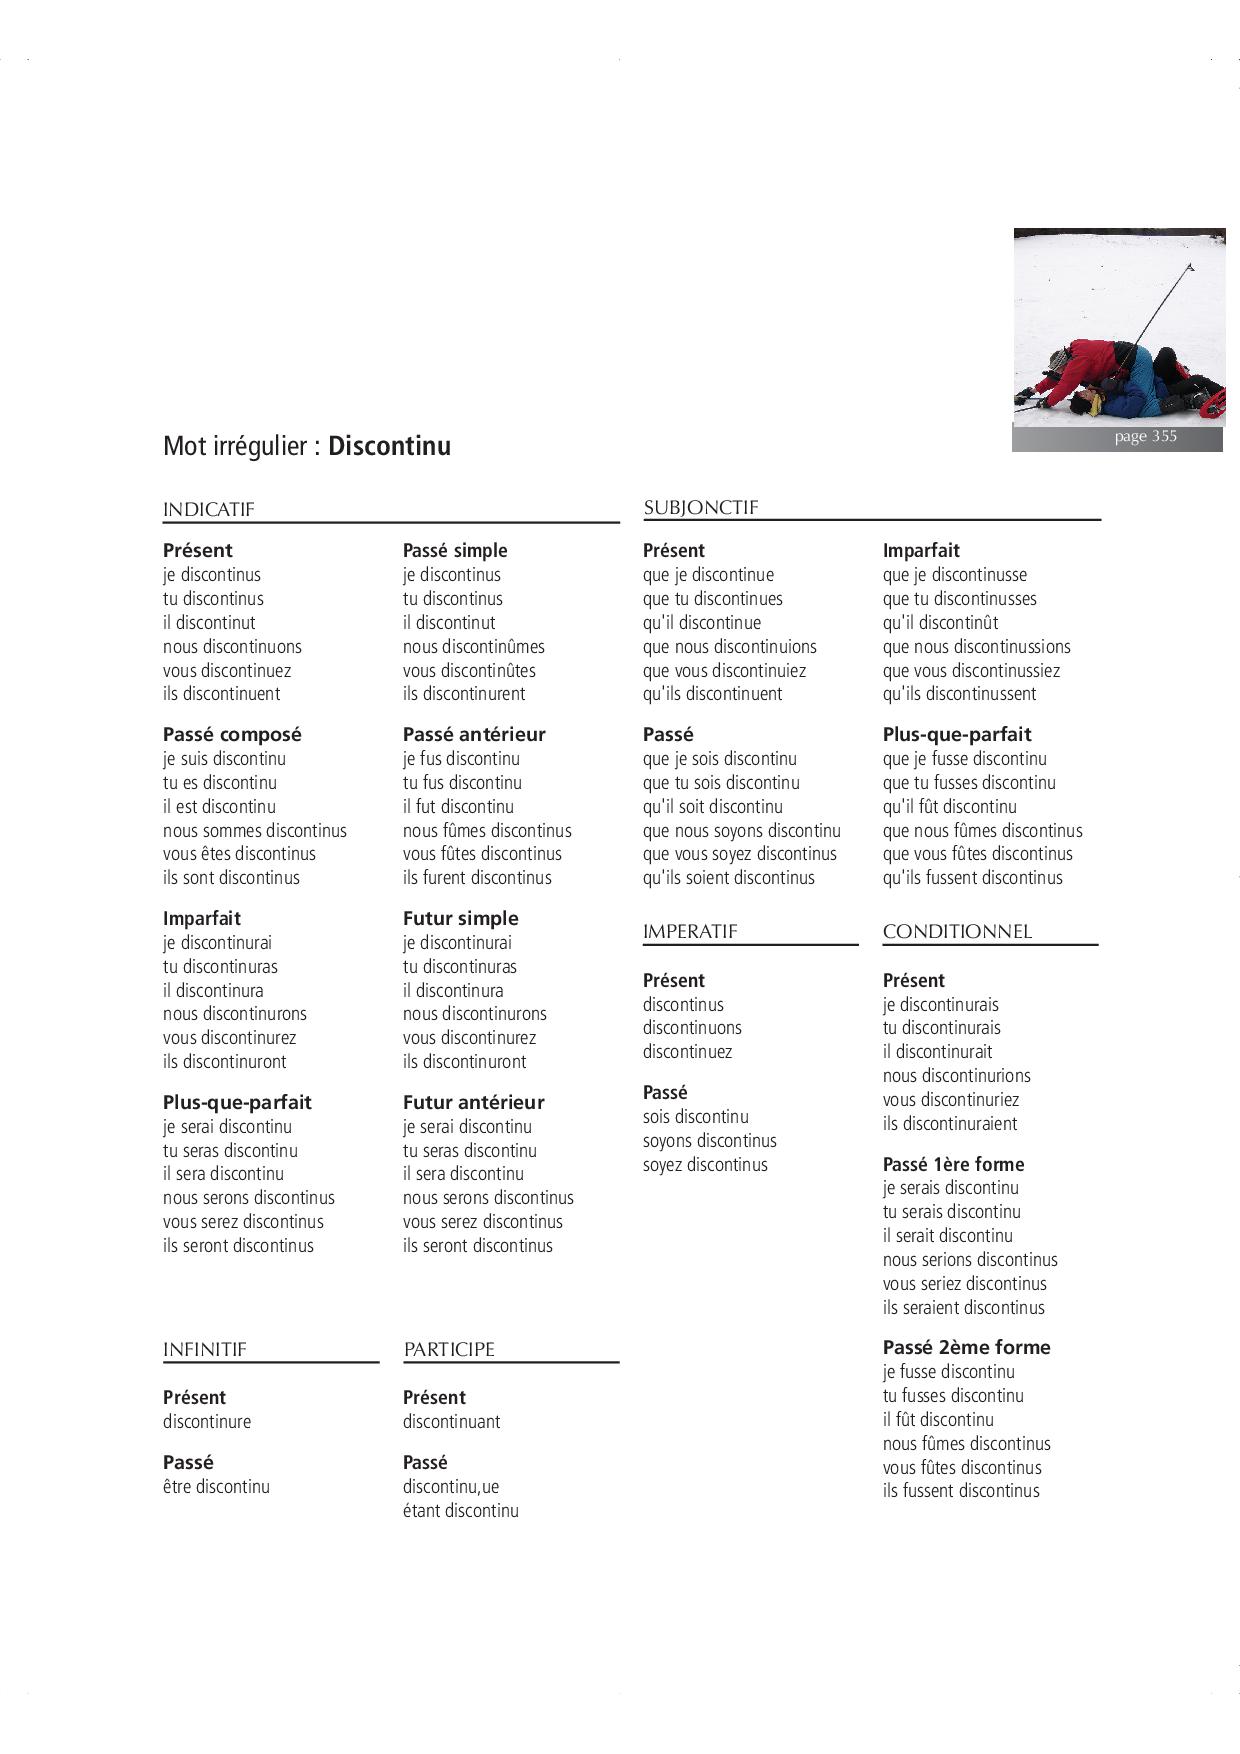 page 355
Mot irrégulier : Discontinu
INDICATIF
Présent
je discontinus
tu discontinus
il discontinut
nous discontinuons
vous discontinuez
ils discontinuent
Passé composé
je suis discontinu
tu es discontinu
il est discontinu
nous sommes discontinus
vous êtes discontinus
ils sont discontinus
Imparfait
je discontinurai
tu discontinuras
il discontinura
nous discontinurons
vous discontinurez
ils discontinuront
Plus-que-parfait
je serai discontinu
tu seras discontinu
il sera discontinu
nous serons discontinus
vous serez discontinus
ils seront discontinus
Passé simple
je discontinus
tu discontinus
il discontinut
nous discontinûmes
vous discontinûtes
ils discontinurent
Passé antérieur
je fus discontinu
tu fus discontinu
il fut discontinu
nous fûmes discontinus
vous fûtes discontinus
ils furent discontinus
Futur simple
je discontinurai
tu discontinuras
il discontinura
nous discontinurons
vous discontinurez
ils discontinuront
Futur antérieur
je serai discontinu
tu seras discontinu
il sera discontinu
nous serons discontinus
vous serez discontinus
ils seront discontinus
SUBJONCTIF
Présent
que je discontinue
que tu discontinues
qu'il discontinue
que nous discontinuions
que vous discontinuiez
qu'ils discontinuent
Passé
que je sois discontinu
que tu sois discontinu
qu'il soit discontinu
que nous soyons discontinu
que vous soyez discontinus
qu'ils soient discontinus
Imparfait
que je discontinusse
que tu discontinusses
qu'il discontinût
que nous discontinussions
que vous discontinussiez
qu'ils discontinussent
Plus-que-parfait
que je fusse discontinu
que tu fusses discontinu
qu'il fût discontinu
que nous fûmes discontinus
que vous fûtes discontinus
qu'ils fussent discontinus
IMPERATIF
Présent
discontinus
discontinuons
discontinuez
Passé
sois discontinu
soyons discontinus
soyez discontinus
CONDITIONNEL
Présent
je discontinurais
tu discontinurais
il discontinurait
nous discontinurions
vous discontinuriez
ils discontinuraient
Passé 1ère forme
je serais discontinu
tu serais discontinu
il serait discontinu
nous serions discontinus
vous seriez discontinus
ils seraient discontinus
Passé 2ème forme
je fusse discontinu
tu fusses discontinu
il fût discontinu
nous fûmes discontinus
vous fûtes discontinus
ils fussent discontinus
INFINITIF
Présent
discontinure
Passé
être discontinu
PARTICIPE
Présent
discontinuant
Passé
discontinu,ue
étant discontinu